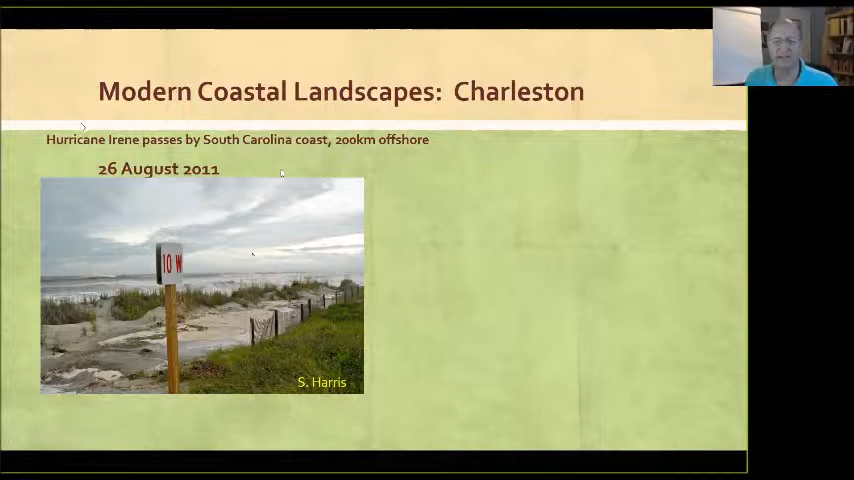 Modern Coastal Landscapes: Charleston
Hurricane Irene passes by South Carolina coast, 200km offshore
26 August 2011
10 W
S. Harris